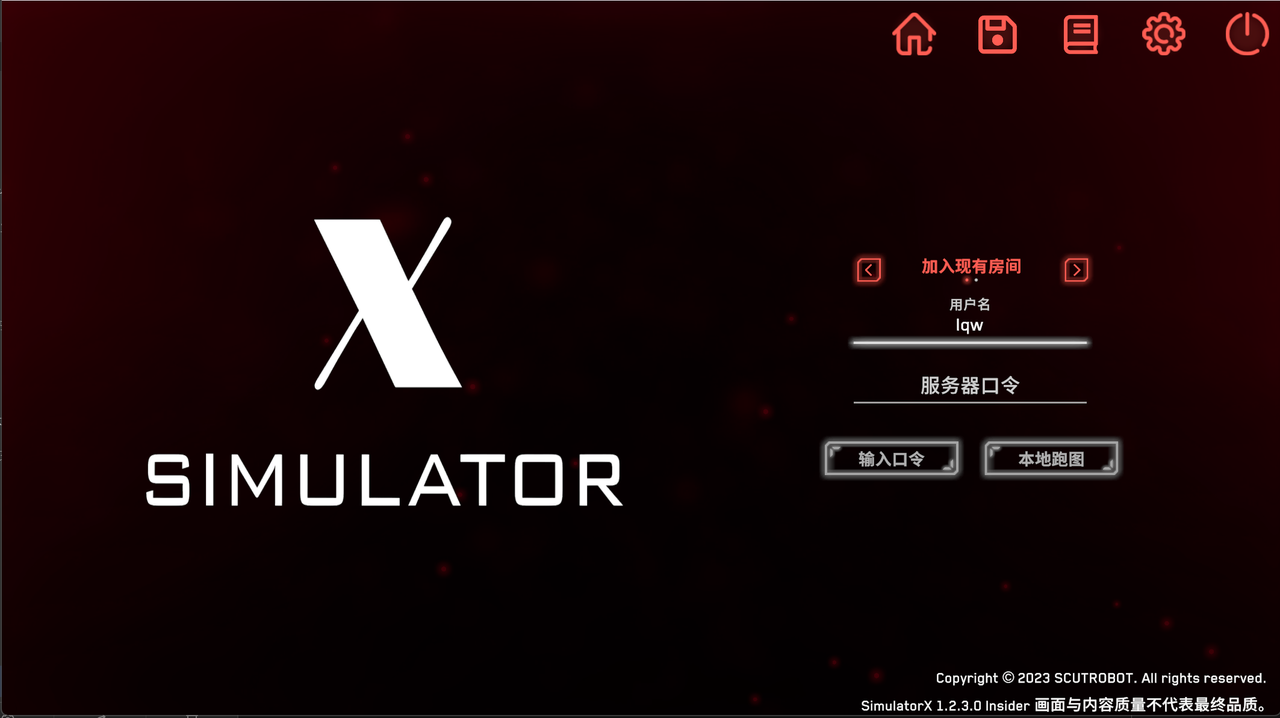 X
SIMULATOR
加入现有房间
用户名
lqw
服务器口令
输入口令
本地跑图
Copyright © 2023 SCUTROBOT. All rights reserved.
SimulatorX 1.2.3.0 Insider 画面与内容质量不代表最终品质。